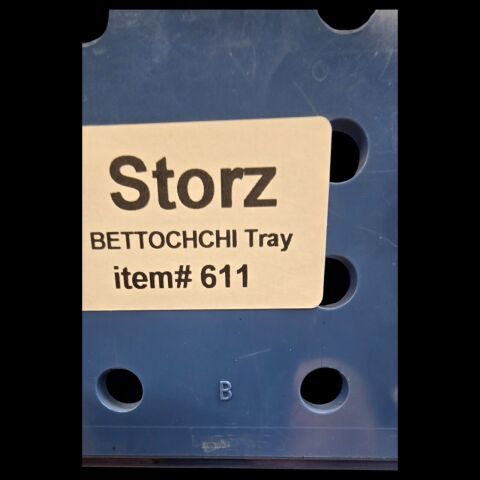 Storz
BETTOCHCHI Tray
item# 611
B